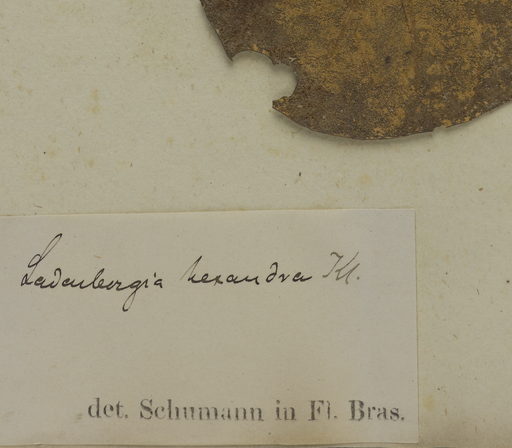 Ladenbergia hexandra Kl.
det. Schumann in Fl. Bras.